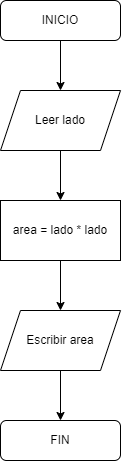 INICIO
Leer lado
area = lado * lado
Escribir area
FIN